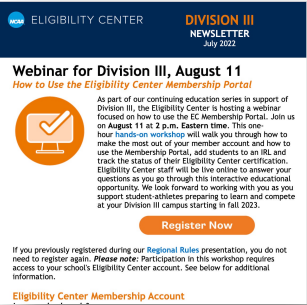 NCAA ELIGIBILITY CENTER
DIVISION III
NEWSLETTER
July 2022
Webinar for Division III, August 11
How to Use the Eligibility Center Membership Portal
As part of our continuing education series in support of
Division III, the Eligibility Center is hosting a webinar
focused on how to use the EC Membership Portal. Join us
on August 11 at 2 p.m. Eastern time. This one-
hour hands-on workshop will walk you through how to
make the most out of your member account and how to
use the Membership Portal, add students to an IRL and
track the status of their Eligibility Center certification.
Eligibility Center staff will be live online to answer your
questions as you go through this interactive educational
opportunity. We look forward to working with you as you
support student-athletes preparing to learn and compete
at your Division III campus starting in fall 2023.
Register Now
If you previously registered during our Regional Rules presentation, you do not
need to register again. Please note: Participation in this workshop requires
access to your school's Eligibility Center account. See below for additional
information.
Eligibility Center Membership Account